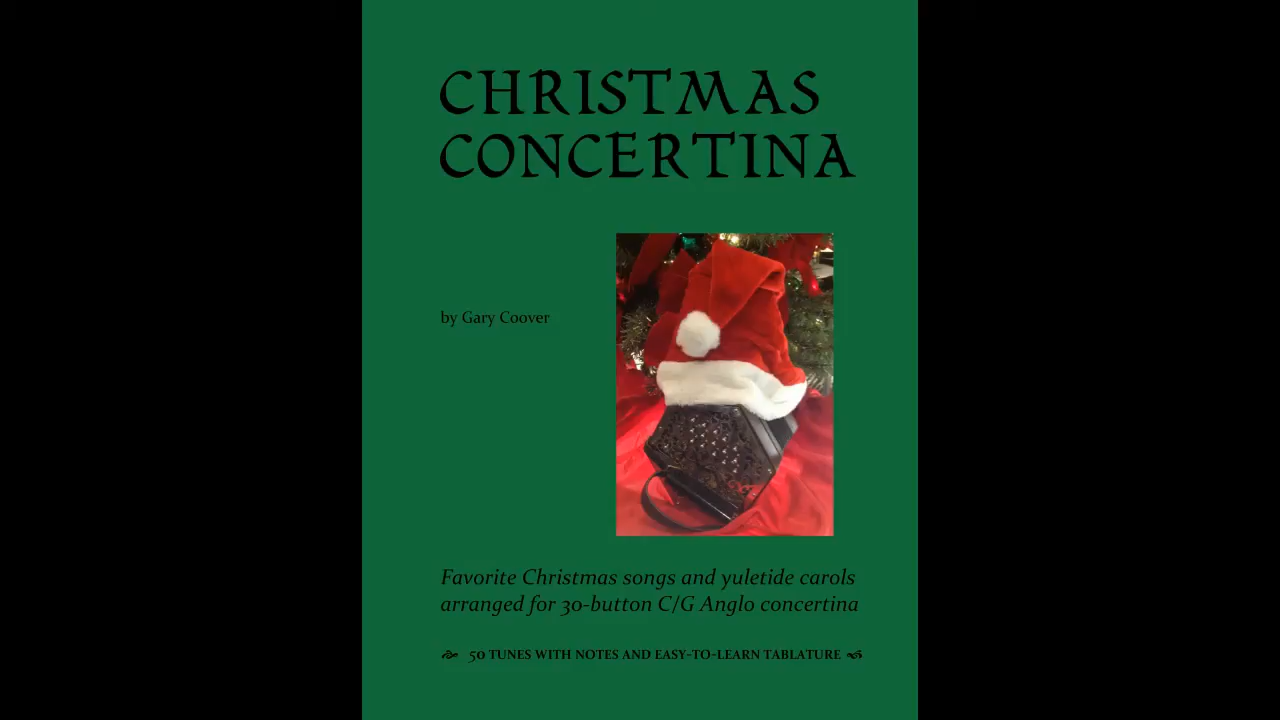 CHRISTMAS
CONCERTINA
by Gary Coover
Favorite Christmas songs and yuletide carols
arranged for 30-button C/G Anglo concertina
50 TUNES WITH NOTES AND EASY-TO-LEARN TABLATURE